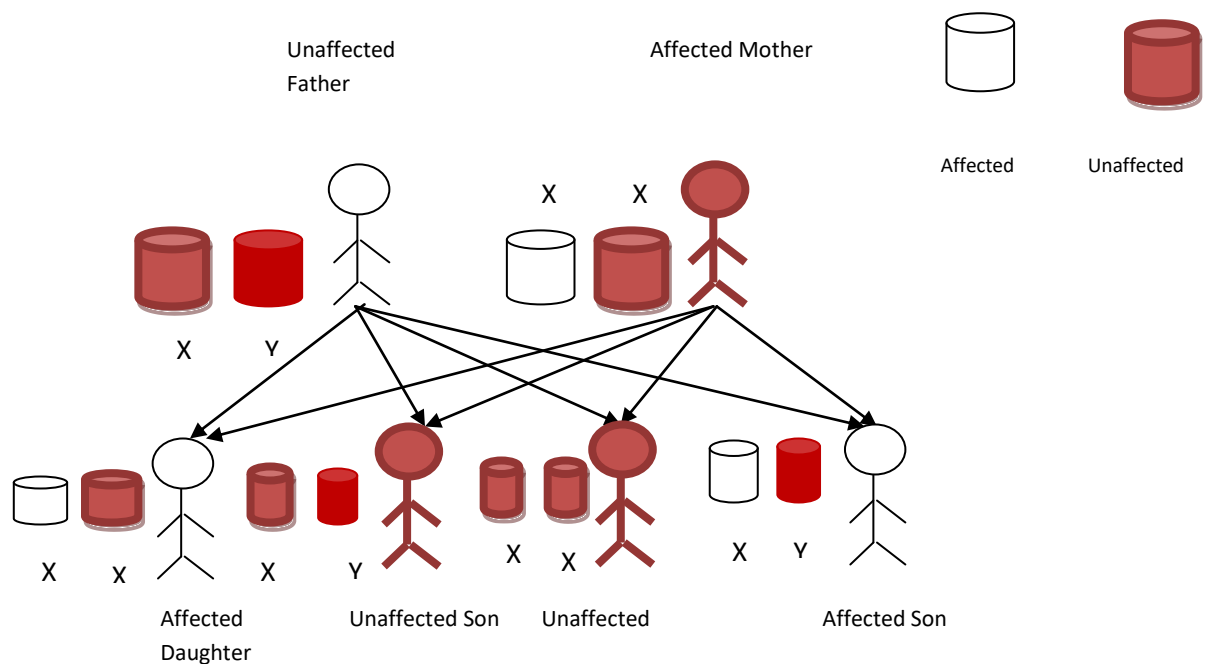 Unaffected
Father
Affected Mother
Affected
Unaffected
X
X
X
Y
X
X
X
Y
X
X
X
Y
Affected
Daughter
Unaffected Son
Unaffected
Affected Son